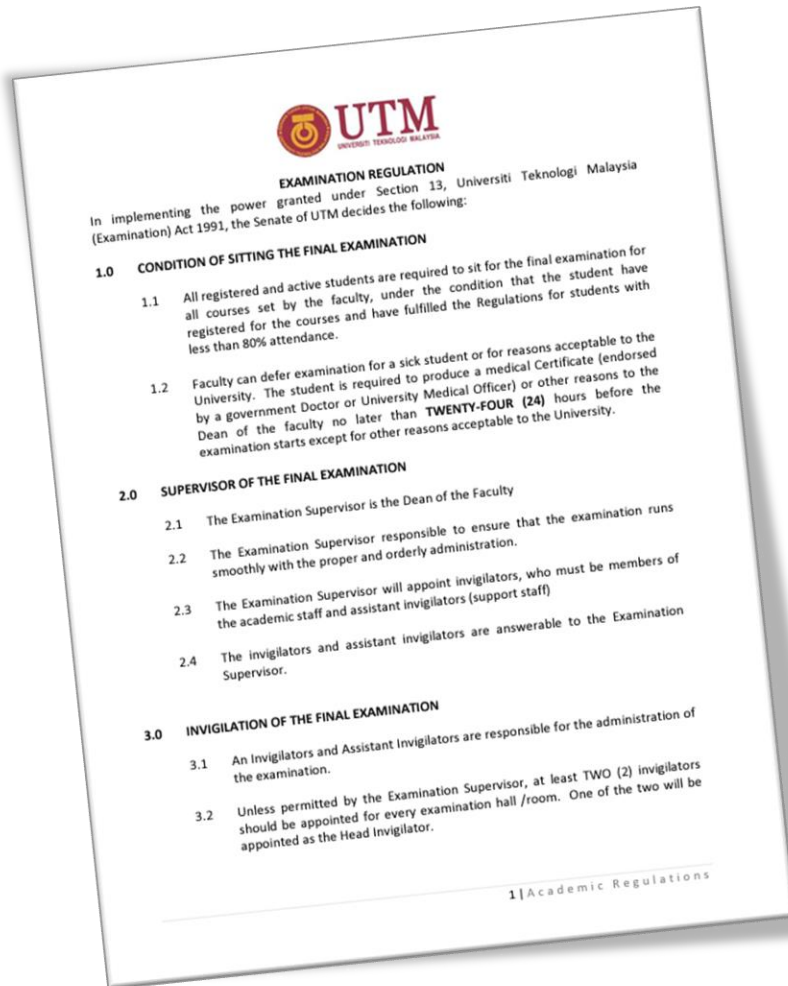 UTM
UNIVERSITI TEKNOLOGI MALAYSIA
EXAMINATION REGULATION
In implementing the power granted under Section 13, Universiti Teknologi Malaysia
(Examination) Act 1991, the Senate of UTM decides the following:
1.0 CONDITION OF SITTING THE FINAL EXAMINATION
1.1 All registered and active students are required to sit for the final examination for
all courses set by the faculty, under the condition that the student have
registered for the courses and have fulfilled the Regulations for students with
less than 80% attendance.
1.2 Faculty can defer examination for a sick student or for reasons acceptable to the
University. The student is required to produce a medical Certificate (endorsed
by a government Doctor or University Medical Officer) or other reasons to the
Dean of the faculty no later than TWENTY-FOUR (24) hours before the
examination starts except for other reasons acceptable to the University.
2.0 SUPERVISOR OF THE FINAL EXAMINATION
2.1 The Examination Supervisor is the Dean of the Faculty
2.2 The Examination Supervisor responsible to ensure that the examination runs
smoothly with the proper and orderly administration.
2.3 The Examination Supervisor will appoint invigilators, who must be members of
the academic staff and assistant invigilators (support staff)
2.4 The invigilators and assistant invigilators are answerable to the Examination
Supervisor.
3.0 INVIGILATION OF THE FINAL EXAMINATION
3.1 An Invigilators and Assistant Invigilators are responsible for the administration of
the examination.
3.2 Unless permitted by the Examination Supervisor, at least TWO (2) invigilators
should be appointed for every examination hall /room. One of the two will be
appointed as the Head Invigilator.
1 | Academic Regulations